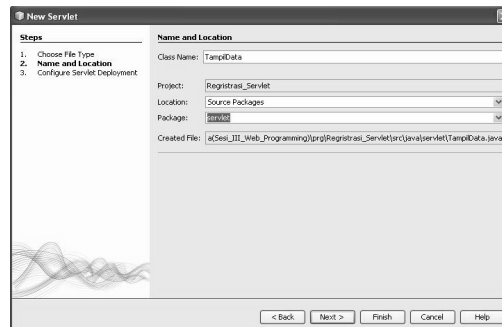 New Servlet
Steps
1. Choose File Type
2. Name and Location
3. Configure Servlet Deployment
Name and Location
Class Name: TampilData
Project: Regristrasi_Servlet
Location: Source Packages
Package: servlet
Created File: a(Sesi_III_Web_Programming)\prg\Regristrasi_Servlet\src\java\servlet\TampilData.java
< Back Next > Finish Cancel Help